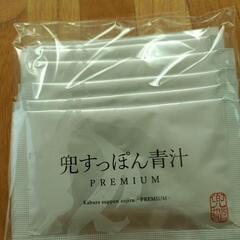 兜すっぽん青汁
PREMIUM
Kabuto suppon aojiru - PREMIUM -